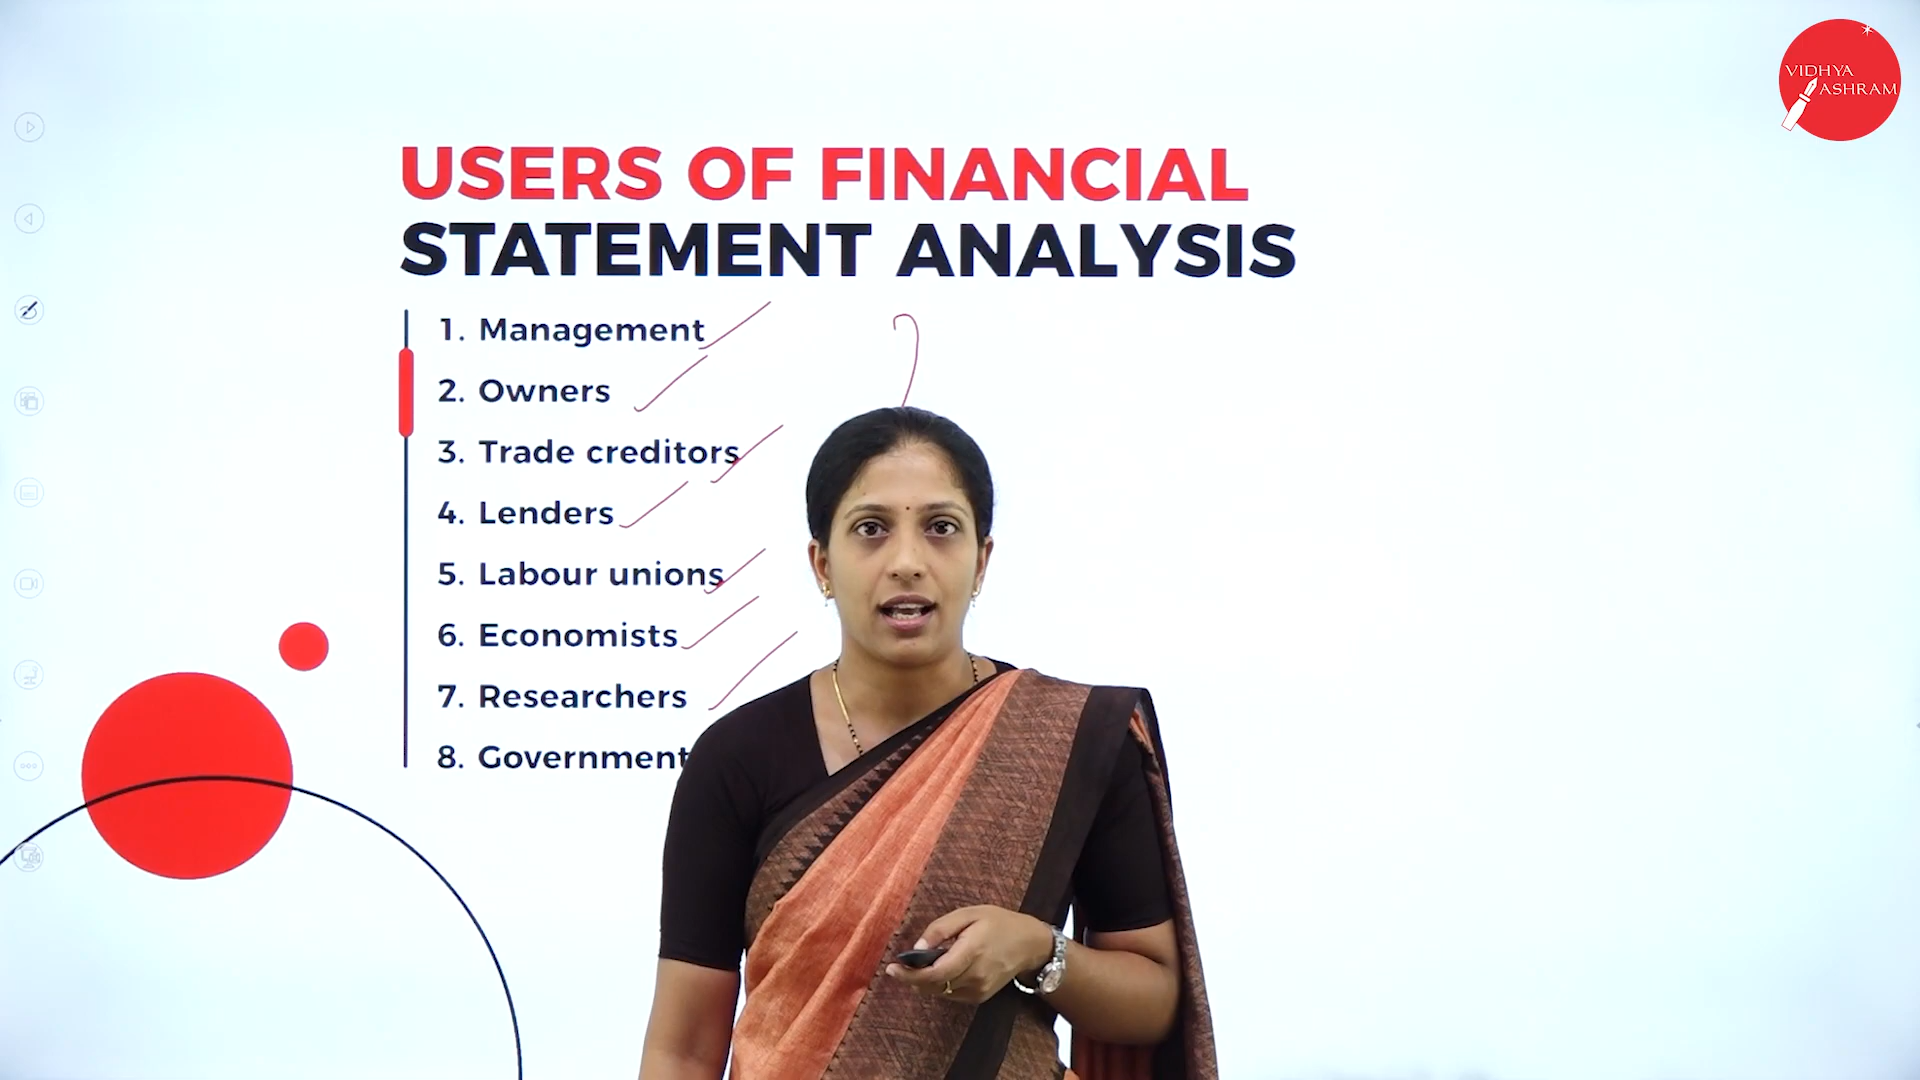 VIDHYA
ASHRAM
USERS OF FINANCIAL
STATEMENT ANALYSIS
1. Management
2. Owners
3. Trade creditors
4. Lenders
5. Labour unions
6. Economists
7. Researchers
8. Government